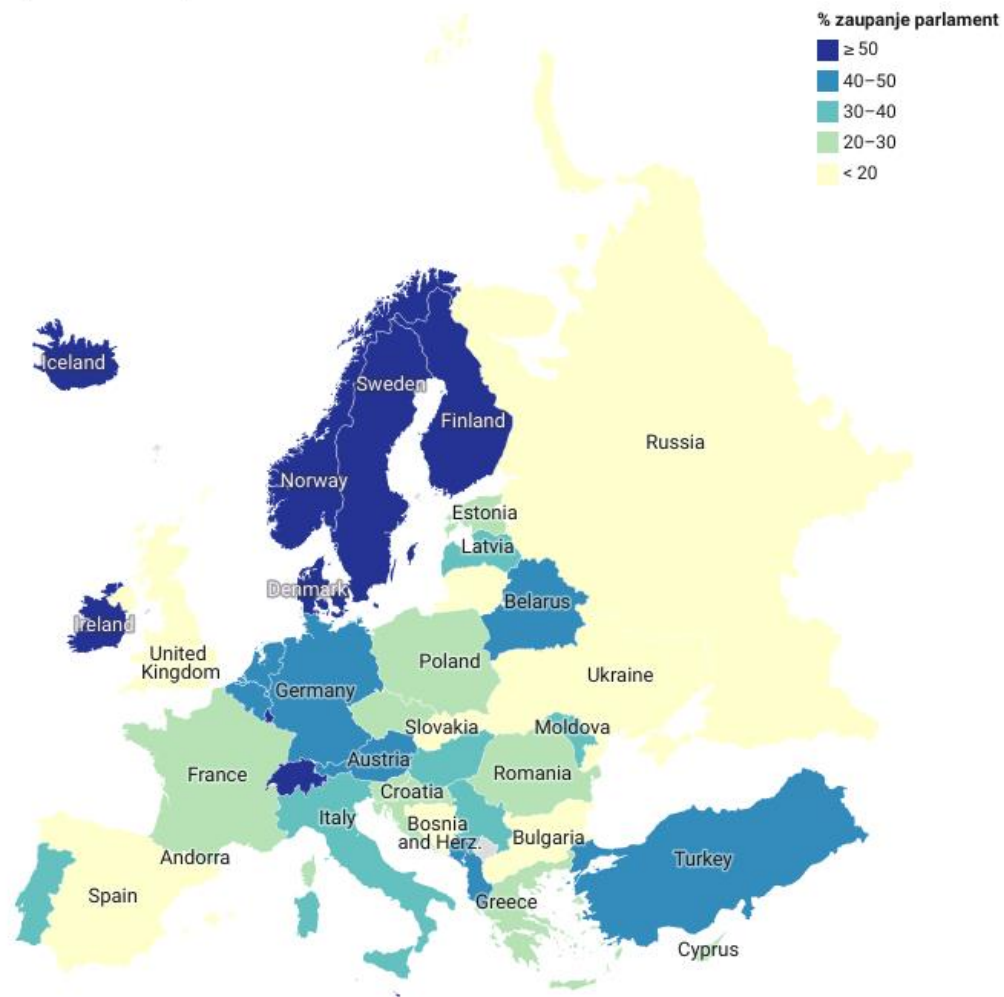 % zaupanje parlament
≥ 50
40–50
30–40
20–30
< 20
Iceland
Sweden
Finland
Norway
Russia
Estonia
Latvia
Denmark
Belarus
Ireland
United
Kingdom
Poland
Ukraine
Germany
Slovakia
Moldova
Austria
France
Romania
Croatia
Italy
Bosnia
and Herz.
Bulgaria
Andorra
Turkey
Spain
Greece
Cyprus